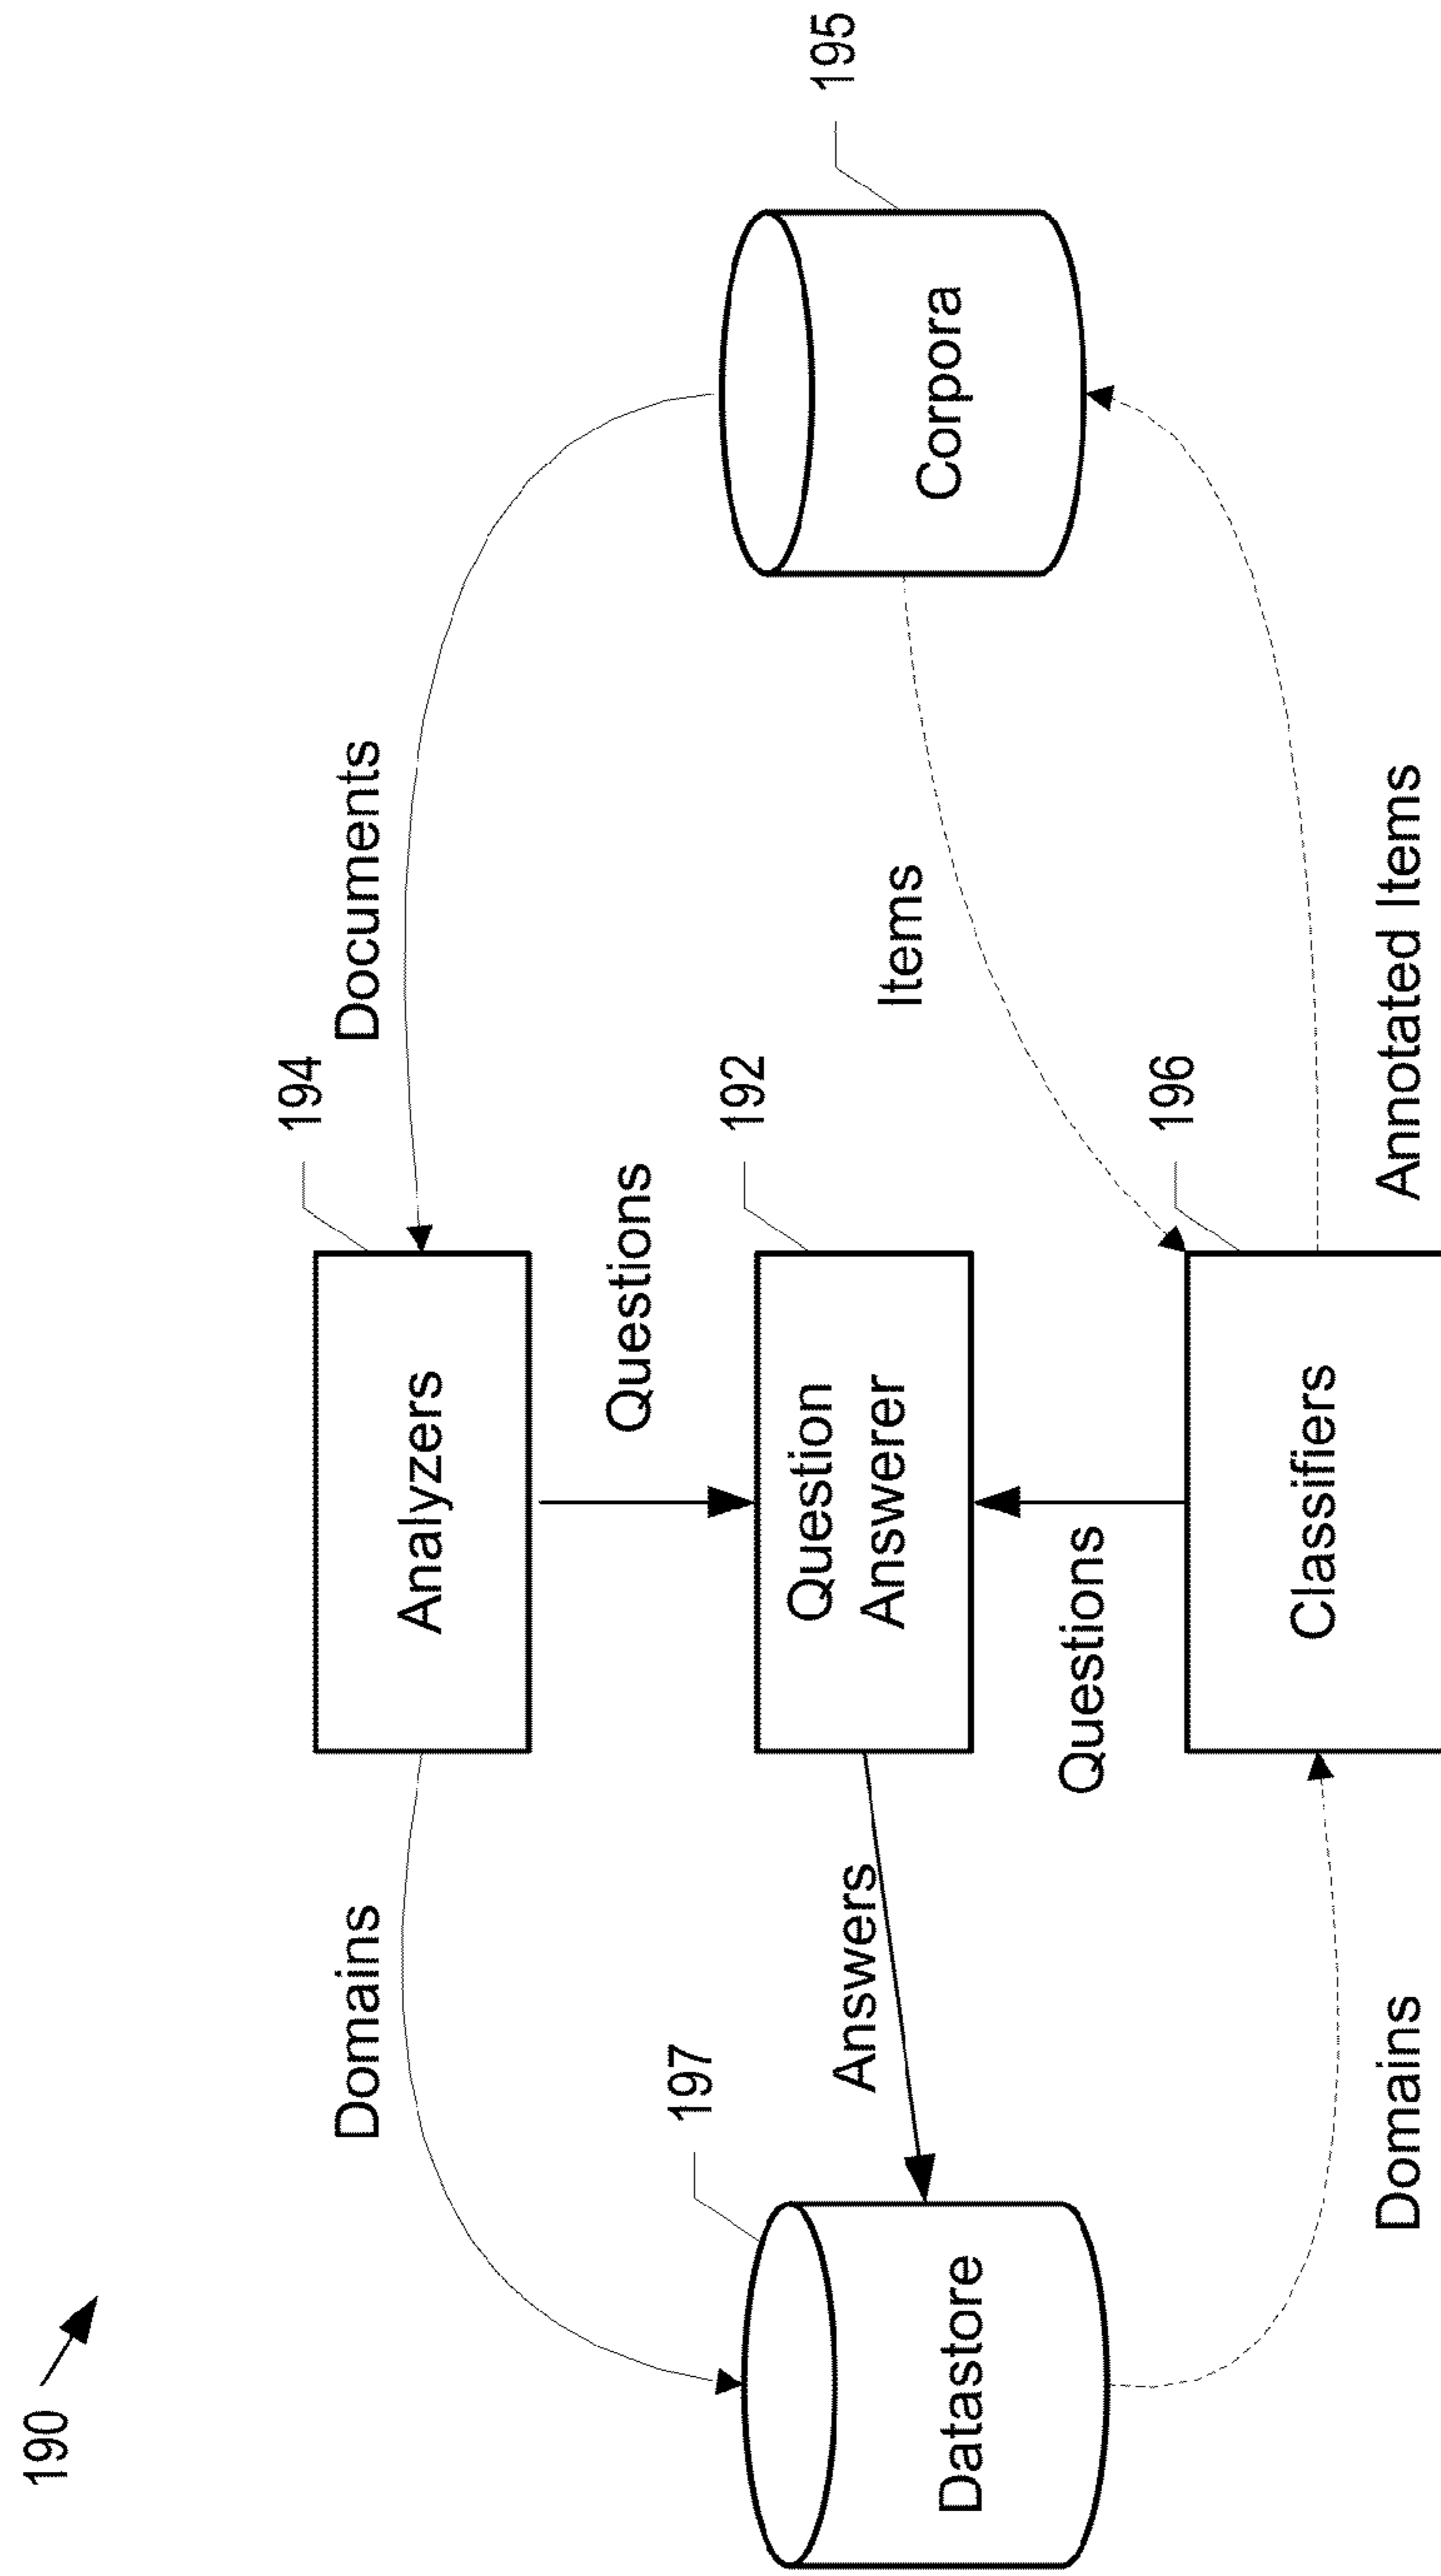 190
194
Domains
Documents
Analyzers
Questions
197
192
195
Answers
Question
Answerer
Items
Datastore
Corpora
Questions
196
Classifiers
Domains
Annotated Items